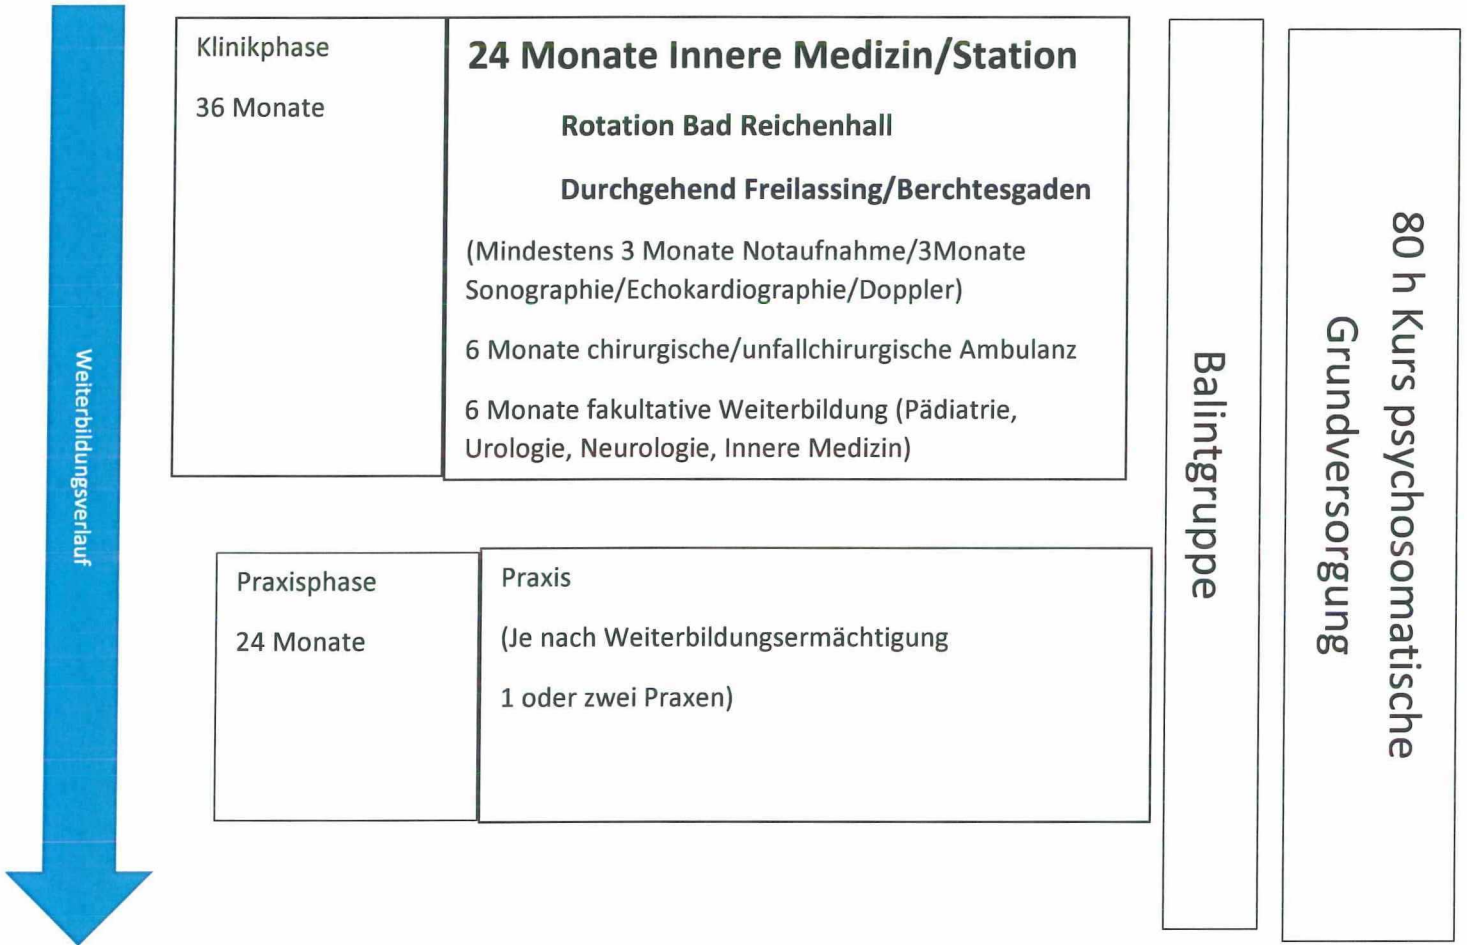 Weiterbildungsverlauf
Klinikphase
36 Monate
24 Monate Innere Medizin/Station
Rotation Bad Reichenhall
Durchgehend Freilassing/Berchtesgaden
(Mindestens 3 Monate Notaufnahme/3Monate
Sonographie/Echokardiographie/Doppler)
6 Monate chirurgische/unfallchirurgische Ambulanz
6 Monate fakultative Weiterbildung (Pädiatrie,
Urologie, Neurologie, Innere Medizin)
Praxisphase
24 Monate
Praxis
(Je nach Weiterbildungsermächtigung
1 oder zwei Praxen)
Balintgruppe
80 h Kurs psychosomatische
Grundversorgung